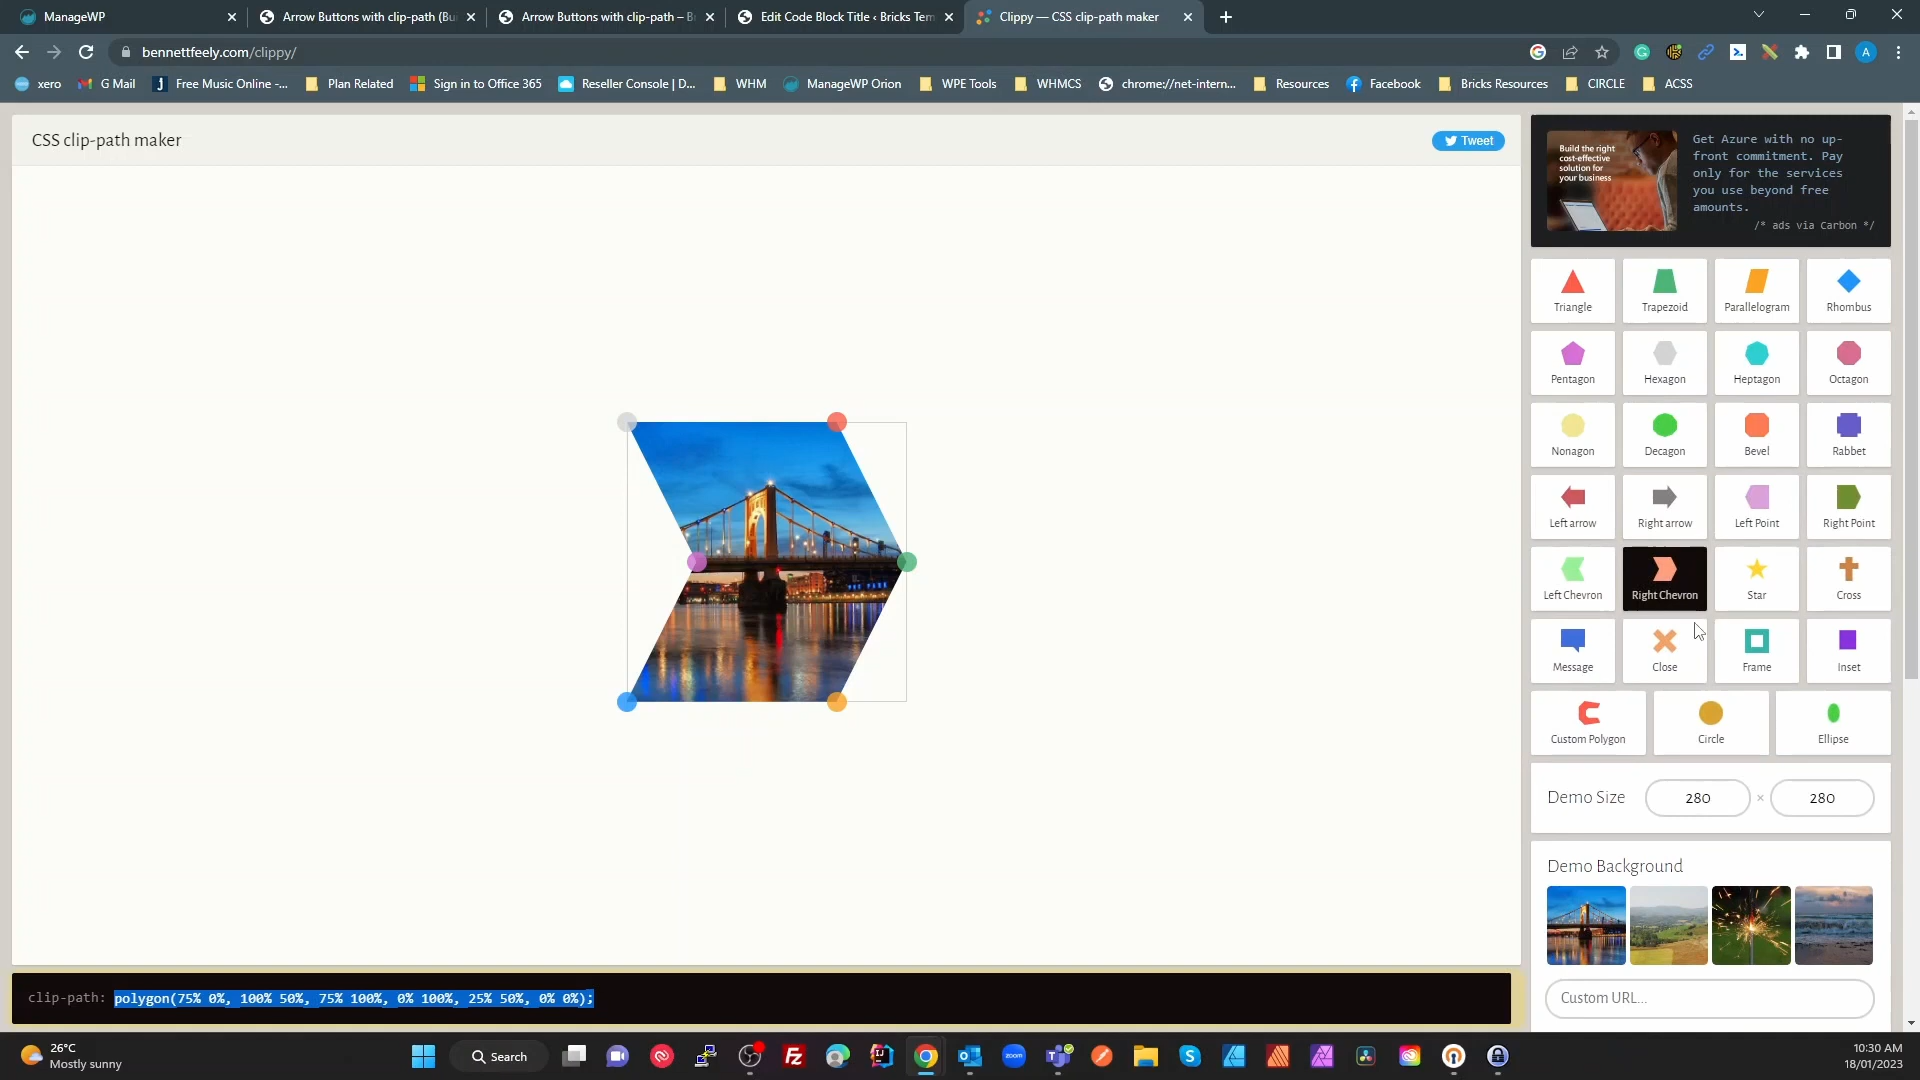 ManageWP
Arrow Buttons with clip-path (Bu
Arrow Buttons with clip-path – B
Edit Code Block Title ‹ Bricks Tem
Clippy — CSS clip-path maker
bennettfeely.com/clippy/
A
xero
G Mail
Free Music Online -...
Plan Related
Sign in to Office 365
Reseller Console | D...
WHM
ManageWP Orion
WPE Tools
WHMCS
chrome://net-intern...
Resources
Facebook
Bricks Resources
CIRCLE
ACSS
CSS clip-path maker
Tweet
Build the right
cost-effective
solution for
your business
Get Azure with no up-
front commitment. Pay
only for the services
you use beyond free
amounts.
/* ads via Carbon */
Triangle
Trapezoid
Parallelogram
Rhombus
Pentagon
Hexagon
Heptagon
Octagon
Nonagon
Decagon
Bevel
Rabbet
Left arrow
Right arrow
Left Point
Right Point
Left Chevron
Right Chevron
Star
Cross
Message
Close
Frame
Inset
Custom Polygon
Circle
Ellipse
Demo Size
280
×
280
Demo Background
Custom URL...
clip-path: polygon(75% 0%, 100% 50%, 75% 100%, 0% 100%, 25% 50%, 0% 0%);
26°C
Mostly sunny
Search
zoom
10:30 AM
18/01/2023